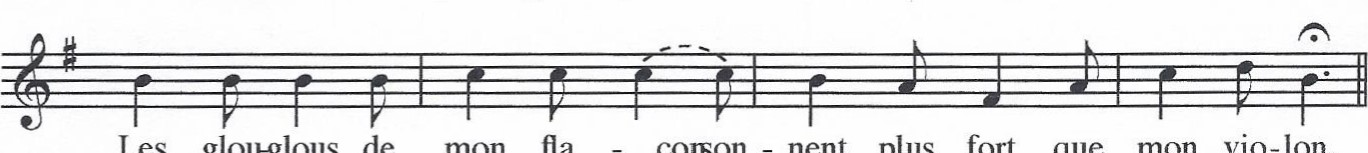 Les glou-glous de mon fla - con son - nent plus fort que mon vio-lon.